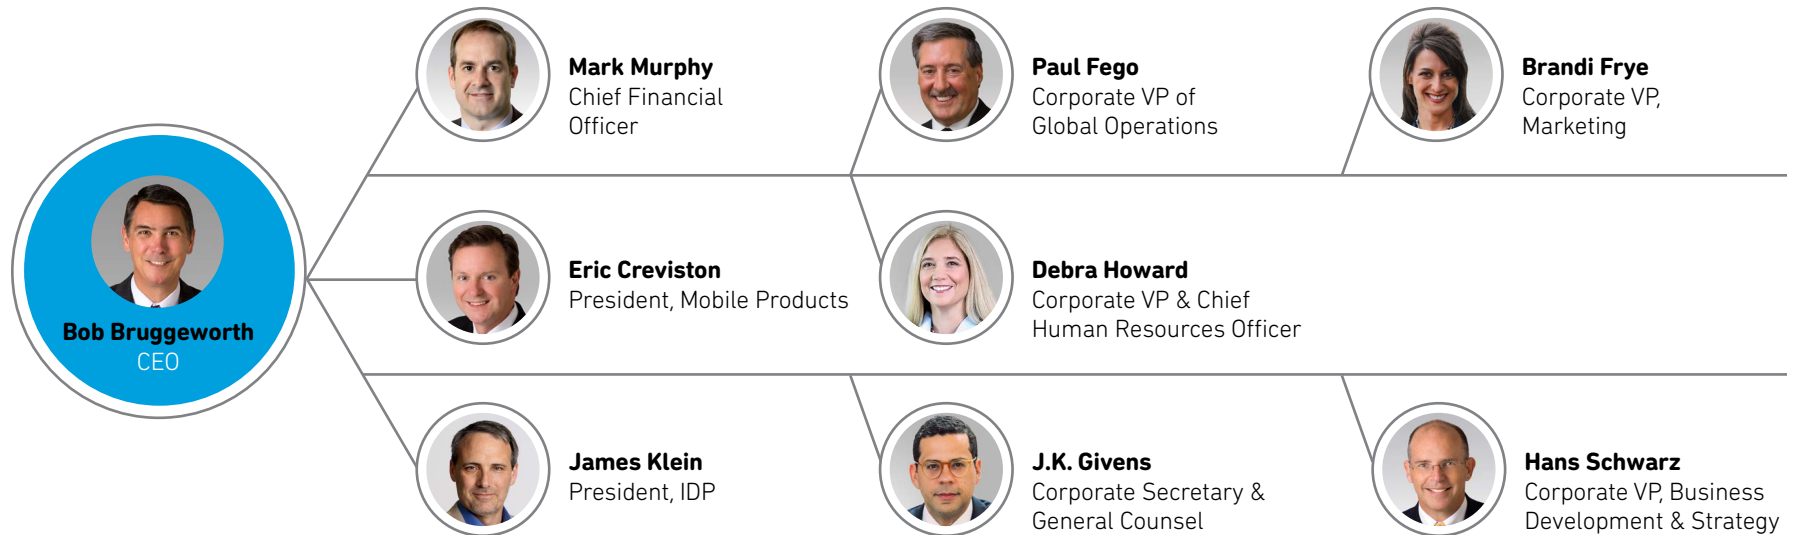 Mark Murphy
Chief Financial
Officer
Paul Fego
Corporate VP of
Global Operations
Brandi Frye
Corporate VP,
Marketing
Bob Bruggeworth
CEO
Eric Creviston
President, Mobile Products
Debra Howard
Corporate VP & Chief
Human Resources Officer
James Klein
President, IDP
J.K. Givens
Corporate Secretary &
General Counsel
Hans Schwarz
Corporate VP, Business
Development & Strategy